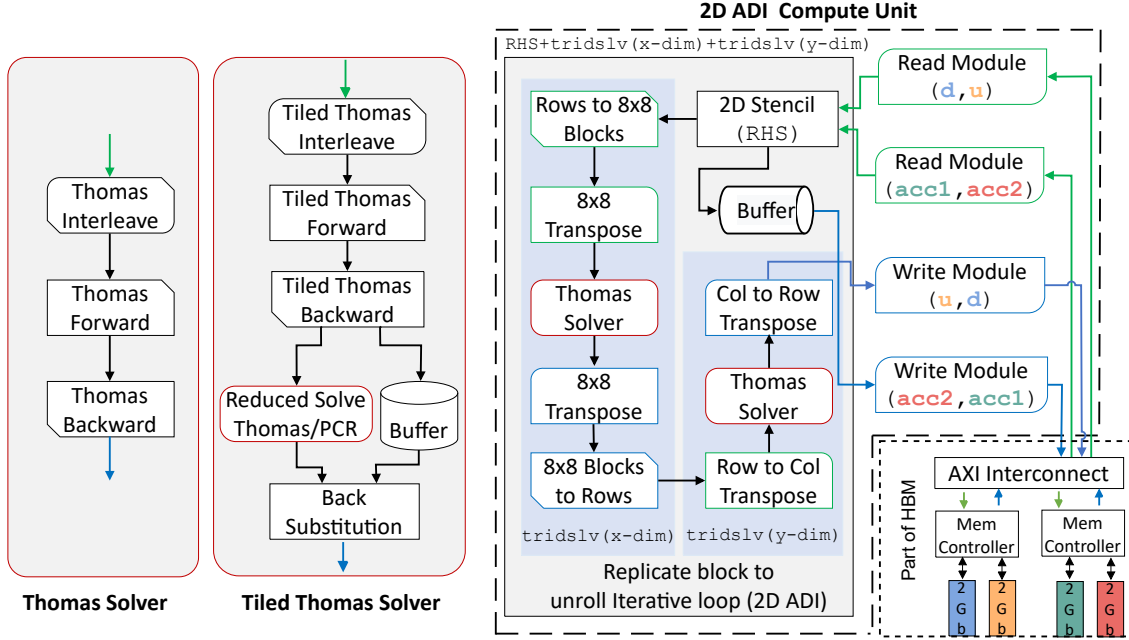 2D ADI  Compute Unit
Thomas
Interleave
Thomas
Forward
Thomas
Backward
Thomas Solver
Tiled Thomas
Interleave
Tiled Thomas
Forward
Tiled Thomas
Backward
Reduced Solve
Thomas/PCR
Buffer
Back
Substitution
Tiled Thomas Solver
RHS+tridslv(x-dim)+tridslv(y-dim)
Rows to 8x8
Blocks
8x8
Transpose
Thomas
Solver
8x8
Transpose
8x8 Blocks
to Rows
tridslv(x-dim)
2D Stencil
(RHS)
Buffer
Col to Row
Transpose
Thomas
Solver
Row to Col
Transpose
tridslv(y-dim)
Replicate block to
unroll Iterative loop (2D ADI)
Read Module
(d,u)
Read Module
(acc1,acc2)
Write Module
(u,d)
Write Module
(acc2,acc1)
Part of HBM
AXI Interconnect
Mem
Controller
Mem
Controller
2
G
b
2
G
b
2
G
b
2
G
b